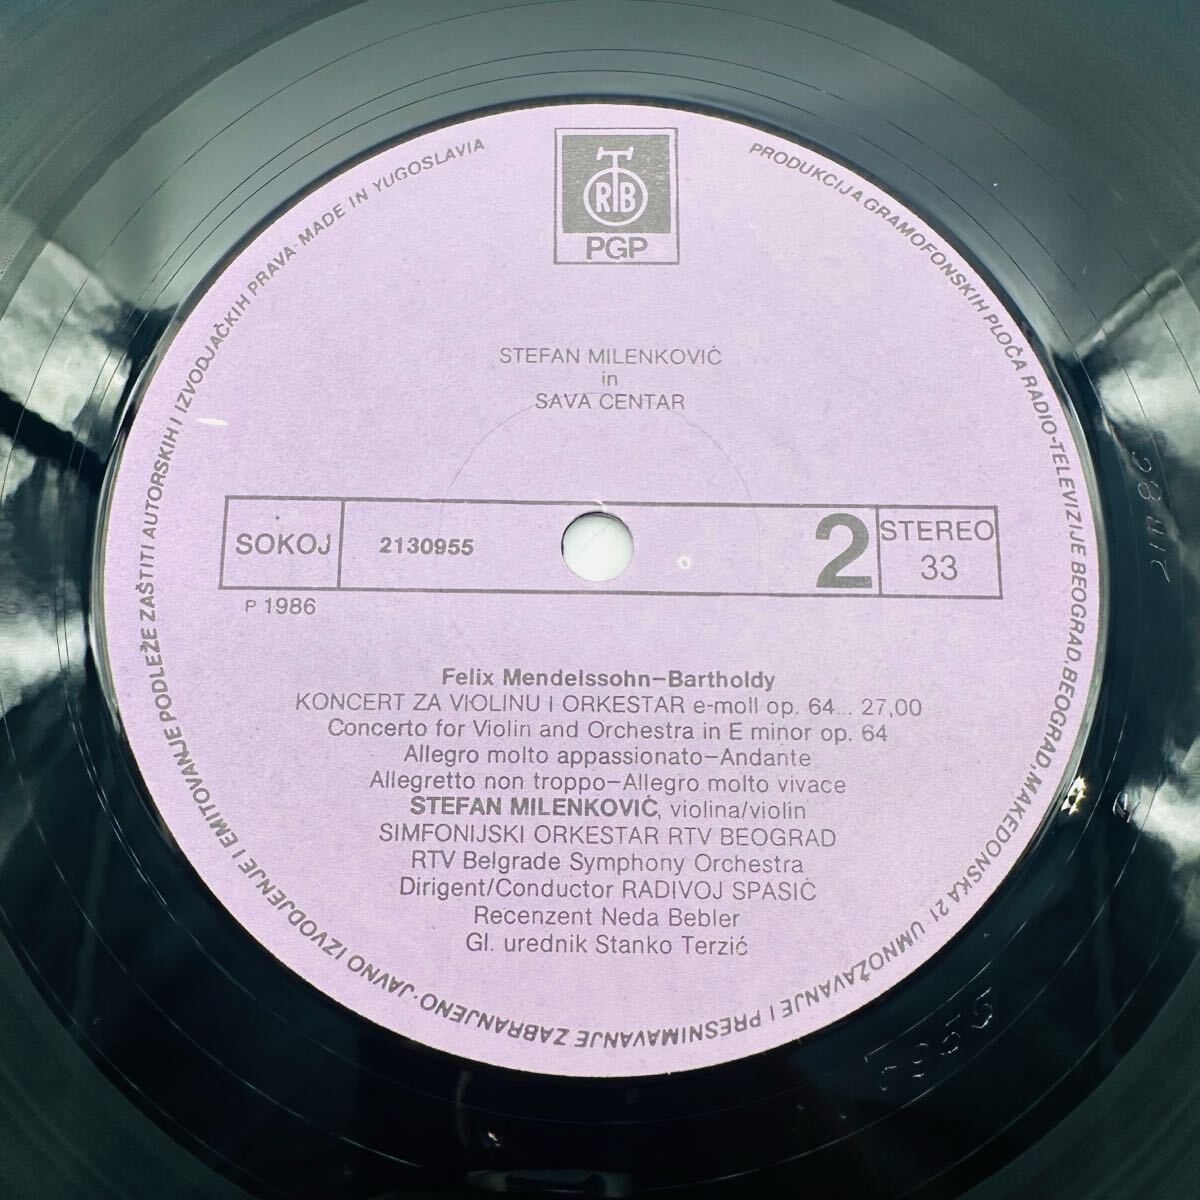 RTB
PGP
PRODUKCIJA GRAMOFONSKIH PLOČA RADIO-TELEVIZIJE BEOGRAD, BEOGRAD, MAKEDONSKA 21 UMNOŽAVANJE I PRESNIMAVANJE ZABRANJENO · JAVNO IZVODJENJE I EMITOVANJE PODLEŽE ZAŠTITI AUTORSKIH I IZVODJAČKIH PRAVA · MADE IN YUGOSLAVIA
STEFAN MILENKOVIĆ
in
SAVA CENTAR
SOKOJ
2130955
2
STEREO
33
P 1986
Felix Mendelssohn–Bartholdy
KONCERT ZA VIOLINU I ORKESTAR e-moll op. 64... 27,00
Concerto for Violin and Orchestra in E minor op. 64
Allegro molto appassionato–Andante
Allegretto non troppo–Allegro molto vivace
STEFAN MILENKOVIĆ, violina/violin
SIMFONIJSKI ORKESTAR RTV BEOGRAD
RTV Belgrade Symphony Orchestra
Dirigent/Conductor RADIVOJ SPASIĆ
Recenzent Neda Bebler
Gl. urednik Stanko Terzić